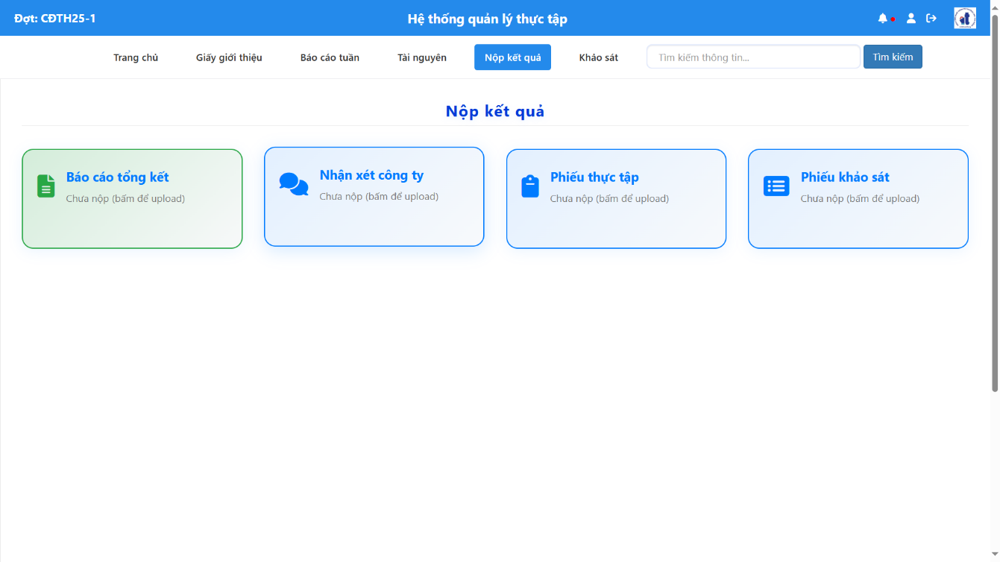 Đợt: CĐTH25-1
Hệ thống quản lý thực tập
Trang chủ
Giấy giới thiệu
Báo cáo tuần
Tài nguyên
Nộp kết quả
Khảo sát
Tìm kiếm thông tin...
Tìm kiếm
Nộp kết quả
Báo cáo tổng kết
Chưa nộp (bấm để upload)
Nhận xét công ty
Chưa nộp (bấm để upload)
Phiếu thực tập
Chưa nộp (bấm để upload)
Phiếu khảo sát
Chưa nộp (bấm để upload)